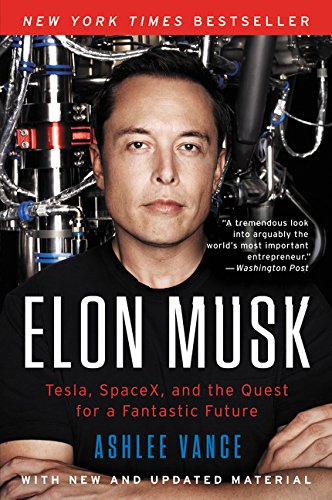 NEW YORK TIMES BESTSELLER
"A tremendous look
into arguably the
world's most important
entrepreneur."
—Washington Post
ELON MUSK
Tesla, SpaceX, and the Quest
for a Fantastic Future
ASHLEE VANCE
WITH NEW AND UPDATED MATERIAL